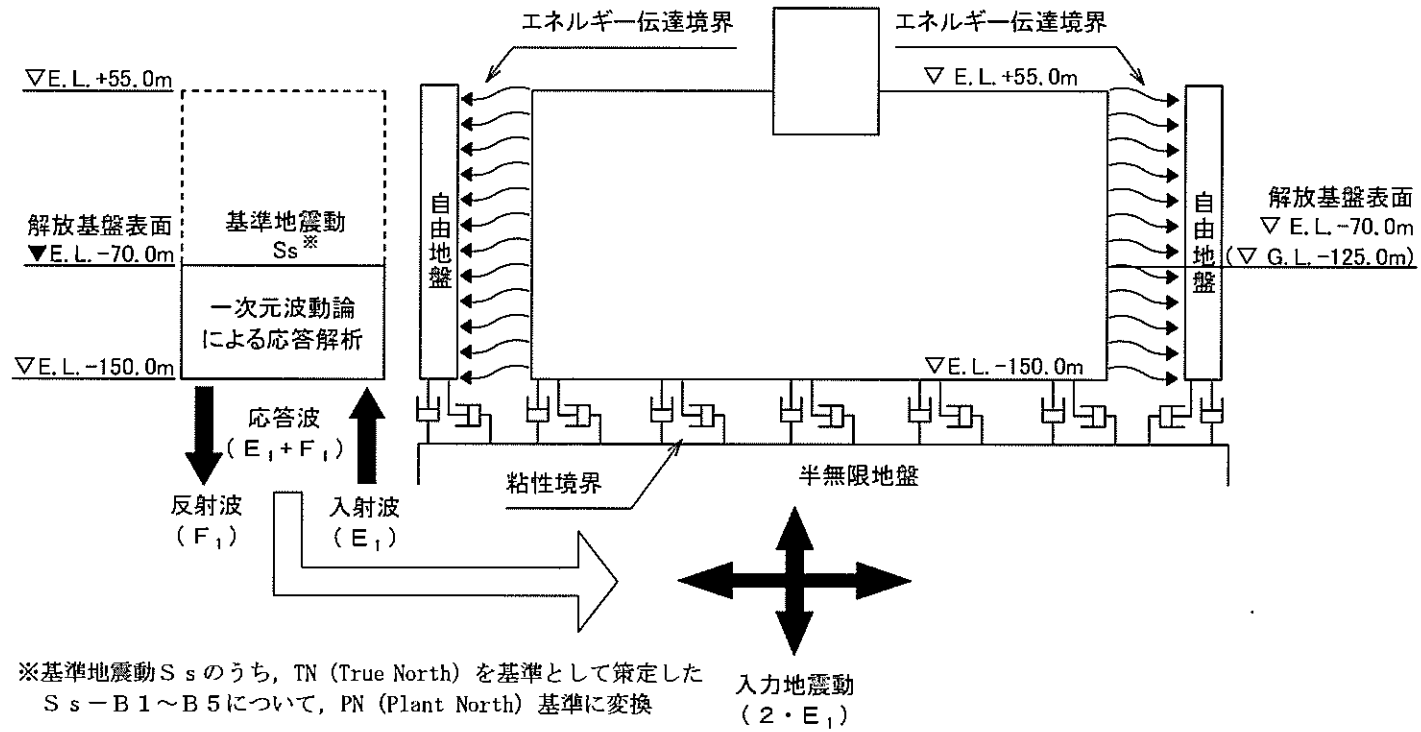 エネルギー伝達境界
エネルギー伝達境界
▽E.L.+55.0m
▽ E.L.+55.0m
基準地震動
Ss※
解放基盤表面
▼E.L.-70.0m
一次元波動論
による応答解析
▽E.L.-150.0m
自由地盤
▽E.L.-150.0m
自由地盤
解放基盤表面
▽ E.L.-70.0m
(▽ G.L.-125.0m)
応答波
(E₁+F₁)
反射波
(F₁)
入射波
(E₁)
粘性境界
半無限地盤
入力地震動
(2・E₁)
※基準地震動Ssのうち,TN (True North) を基準として策定した
Ss-B1~B5について,PN (Plant North) 基準に変換